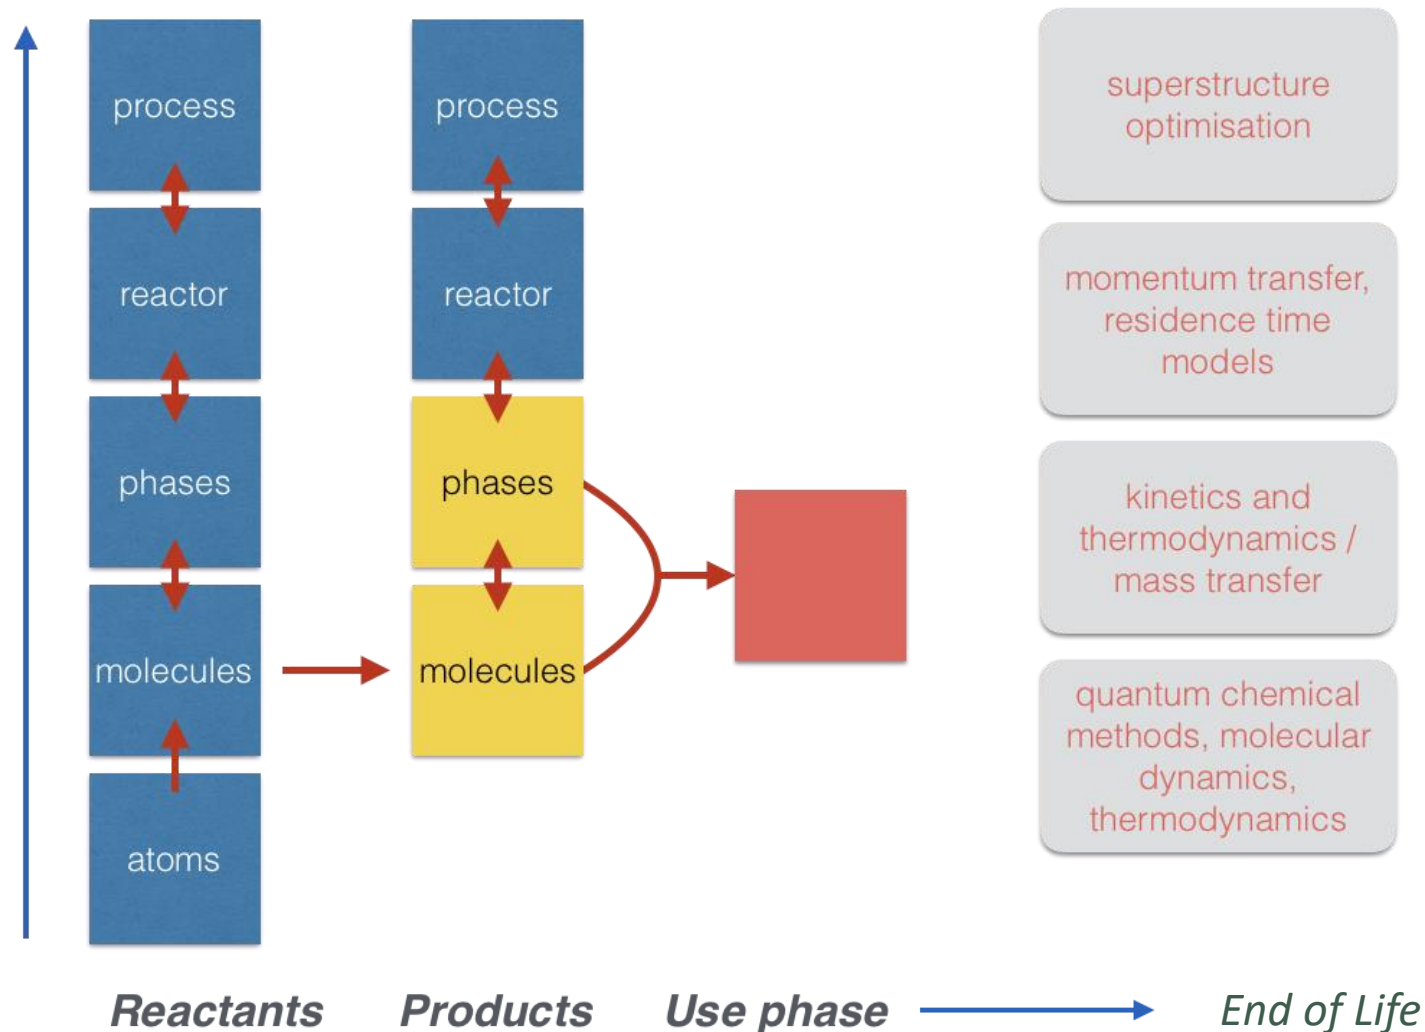 process
reactor
phases
molecules
atoms
process
reactor
phases
molecules
superstructure
optimisation
momentum transfer,
residence time
models
kinetics and
thermodynamics /
mass transfer
quantum chemical
methods, molecular
dynamics,
thermodynamics
Reactants
Products
Use phase
End of Life